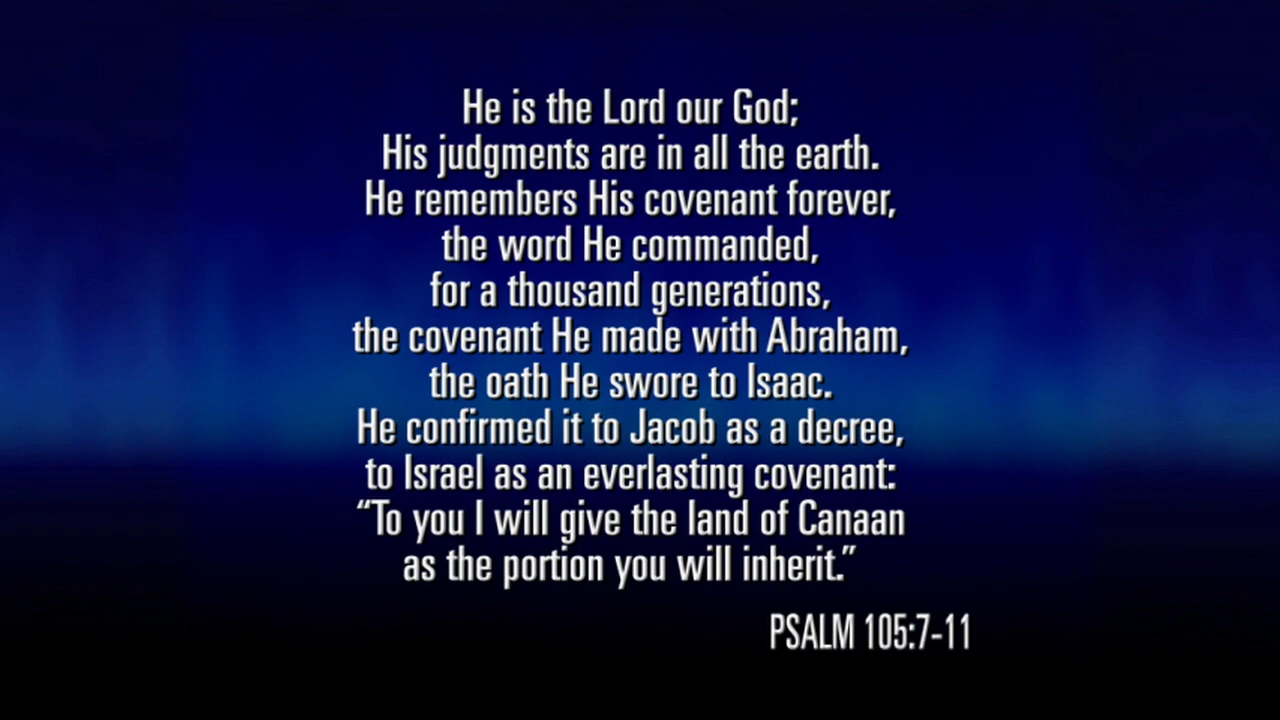 He is the Lord our God;
His judgments are in all the earth.
He remembers His covenant forever,
the word He commanded,
for a thousand generations,
the covenant He made with Abraham,
the oath He swore to Isaac.
He confirmed it to Jacob as a decree,
to Israel as an everlasting covenant:
“To you I will give the land of Canaan
as the portion you will inherit.”
PSALM 105:7-11